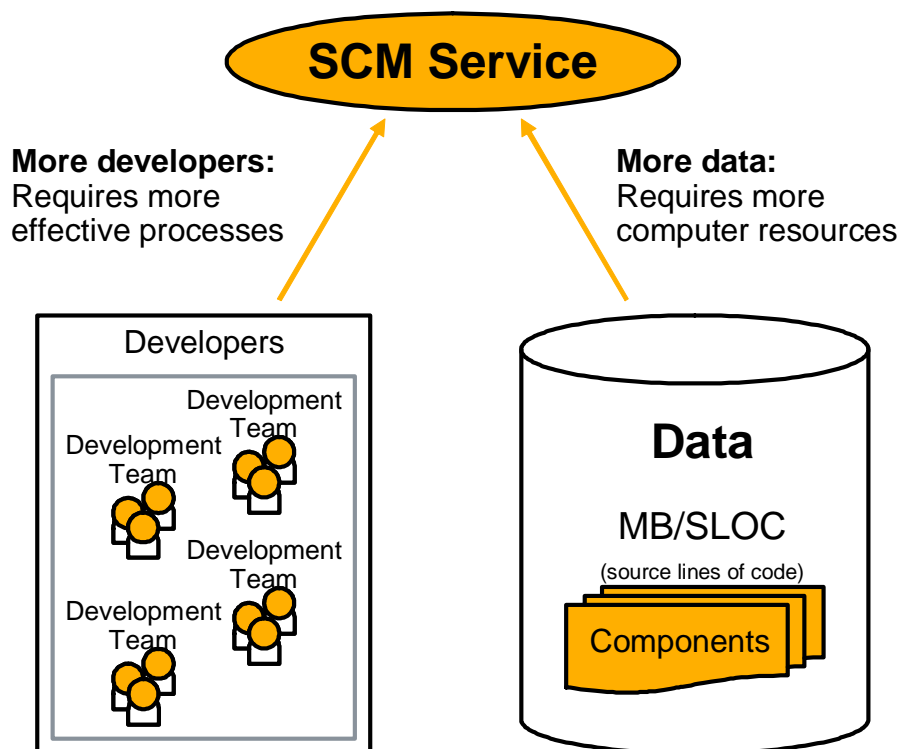 SCM Service
More developers:
Requires more
effective processes
More data:
Requires more
computer resources
Developers
Development
Team
Development
Team
Development
Team
Development
Team
Data
MB/SLOC
(source lines of code)
Components